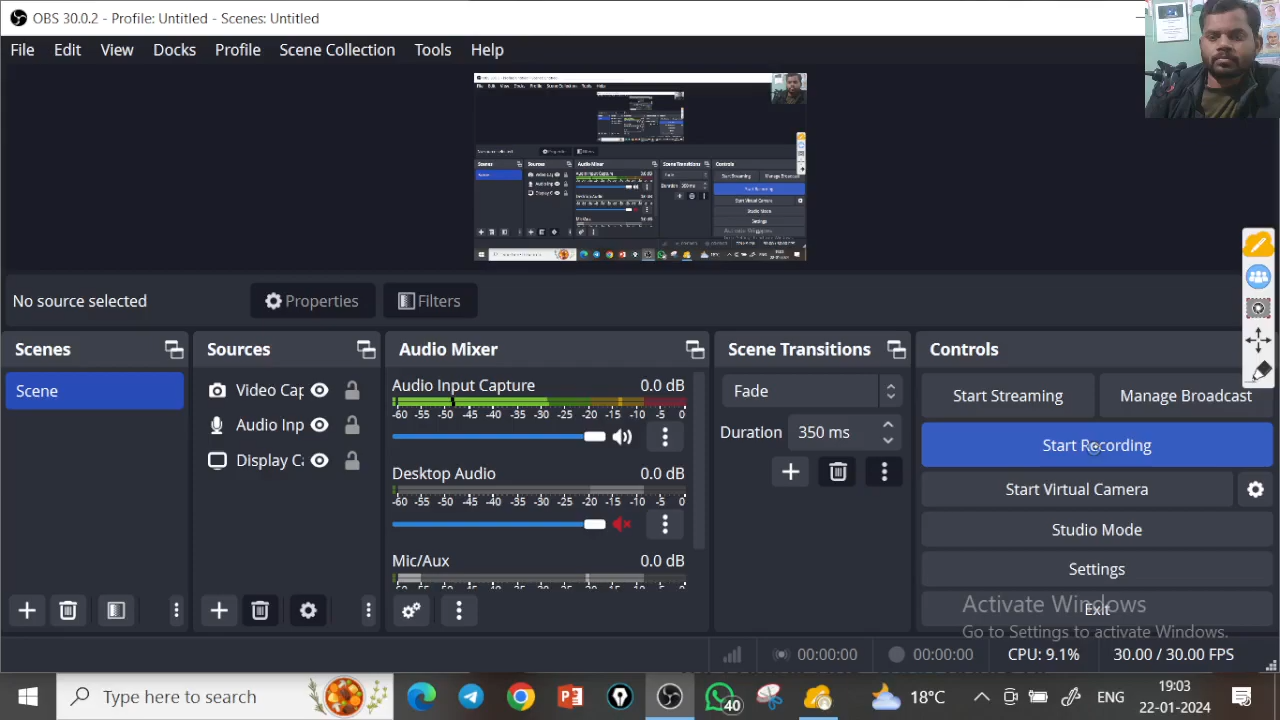 OBS 30.0.2 - Profile: Untitled - Scenes: Untitled
File Edit View Docks Profile Scene Collection Tools Help
No source selected Properties Filters
Scenes Sources Audio Mixer Scene Transitions Controls
Scene
Video Cap
Audio Inp
Display Ca
Audio Input Capture 0.0 dB
-60 -55 -50 -45 -40 -35 -30 -25 -20 -15 -10 -5 0
Desktop Audio 0.0 dB
-60 -55 -50 -45 -40 -35 -30 -25 -20 -15 -10 -5 0
Mic/Aux 0.0 dB
Fade
Duration 350 ms
Start Streaming Manage Broadcast
Start Recording
Start Virtual Camera
Studio Mode
Settings
Exit
Activate Windows
Go to Settings to activate Windows.
00:00:00 00:00:00 CPU: 9.1% 30.00 / 30.00 FPS
Type here to search 40 18°C ENG 19:03
22-01-2024